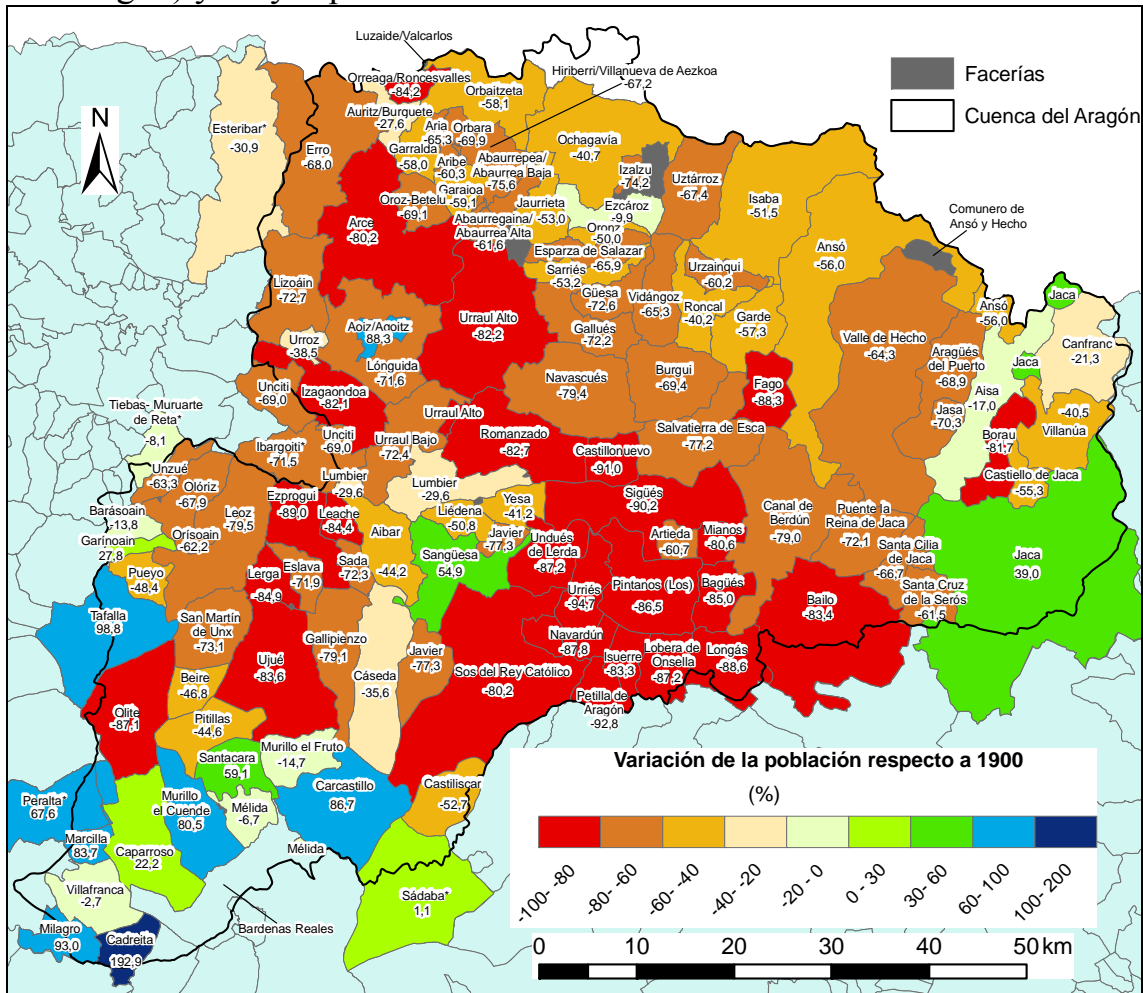 Luzaide/Valcarlos
Orreaga/Roncesvalles
-84,2
Hiriberri/Villanueva de Aezkoa
-67,2
Orbaitzeta
-58,1
Facerías
Cuenca del Aragón
N
Esteribar*
-30,9
Erro
-68,0
Auritz/Burguete
-27,6
Aria
-65,3
Orbara
-69,9
Garralda
-58,0
Aribe
-60,3
Abaurrepea/
Abaurrea Baja
-75,6
Ochagavía
-40,7
Izalzu
-74,2
Uztárroz
-67,4
Isaba
-51,5
Comunero de
Ansó y Hecho
Oroz-Betelu
-69,1
Garaioa
-59,1
Jaurrieta
-53,0
Ezcároz
-9,9
Abaurregaina/
Abaurrea Alta
-61,6
Oronz
-50,0
Arce
-80,2
Esparza de Salazar
-65,9
Sarriés
-53,2
Ansó
-56,0
Urzainqui
-60,2
Lizoáin
-72,7
Güesa
-72,6
Vidángoz
-65,3
Roncal
-40,2
Garde
-57,3
Jaca
Ansó
-56,0
Aoiz/Agoitz
88,3
Urraul Alto
-82,2
Gallués
-72,2
Valle de Hecho
-64,3
Canfranc
-21,3
Urroz
-38,5
Aragüés
del Puerto
-68,9
Jaca
Lónguida
-71,6
Navascués
-79,4
Burgui
-69,4
Fago
-88,3
Aisa
-17,0
Unciti
-69,0
Izagaondoa
-82,1
Jasa
-70,3
-40,5
Villanúa
Tiebas- Muruarte
de Reta*
-8,1
Urraul Alto
Borau
-81,7
Ibargoiti*
-71,5
Unciti
-69,0
Urraul Bajo
-72,4
Romanzado
-82,7
Salvatierra de Esca
-77,2
Castillonuevo
-91,0
Castiello de Jaca
-55,3
Unzué
-63,3
Olóriz
-67,9
Lumbier
-29,6
Lumbier
-29,6
Ezprogui
-89,0
Leoz
-79,5
Leache
-84,4
Yesa
-41,2
Liédena
-50,8
Sigüés
-90,2
Barásoain
-13,8
Garínoain
27,8
Orísoain
-62,2
Aibar
-44,2
Javier
-77,3
Undués
de Lerda
-87,2
Artieda
-60,7
Mianos
-80,6
Canal de
Berdún
-79,0
Puente la
Reina de Jaca
-72,1
Sangüesa
54,9
Santa Cilia
de Jaca
-66,7
Jaca
39,0
Pueyo
-48,4
Eslava
-71,9
Sada
-72,3
Lerga
-84,9
Urriés
-94,7
Pintanos (Los)
-86,5
Bagüés
-85,0
Bailo
-83,4
Santa Cruz
de la Serós
-61,5
Tafalla
98,8
San Martín
de Unx
-73,1
Gallipienzo
-79,1
Javier
-77,3
Navardún
-87,8
Ujué
-83,6
Cáseda
-35,6
Sos del Rey Católico
-80,2
Isuerre
-83,3
Lobera de
Onsella
-87,2
Longás
-88,6
Beire
-46,8
Petilla de
Aragón
-92,8
Olite
-87,1
Pitillas
-44,6
Murillo el Fruto
-14,7
Santacara
59,1
Peralta*
67,6
Murillo
el Cuende
80,5
Mélida
-6,7
Carcastillo
86,7
Castiliscar
-52,7
Marcilla
83,7
Caparroso
22,2
Mélida
Villafranca
-2,7
Sádaba*
1,1
Bardenas Reales
Milagro
93,0
Cadreita
192,9
Variación de la población respecto a 1900
(%)
-100- -80
-80- -60
-60- -40
-40- -20
-20 - 0
0 - 30
30- 60
60- 100
100- 200
0 10 20 30 40 50 km